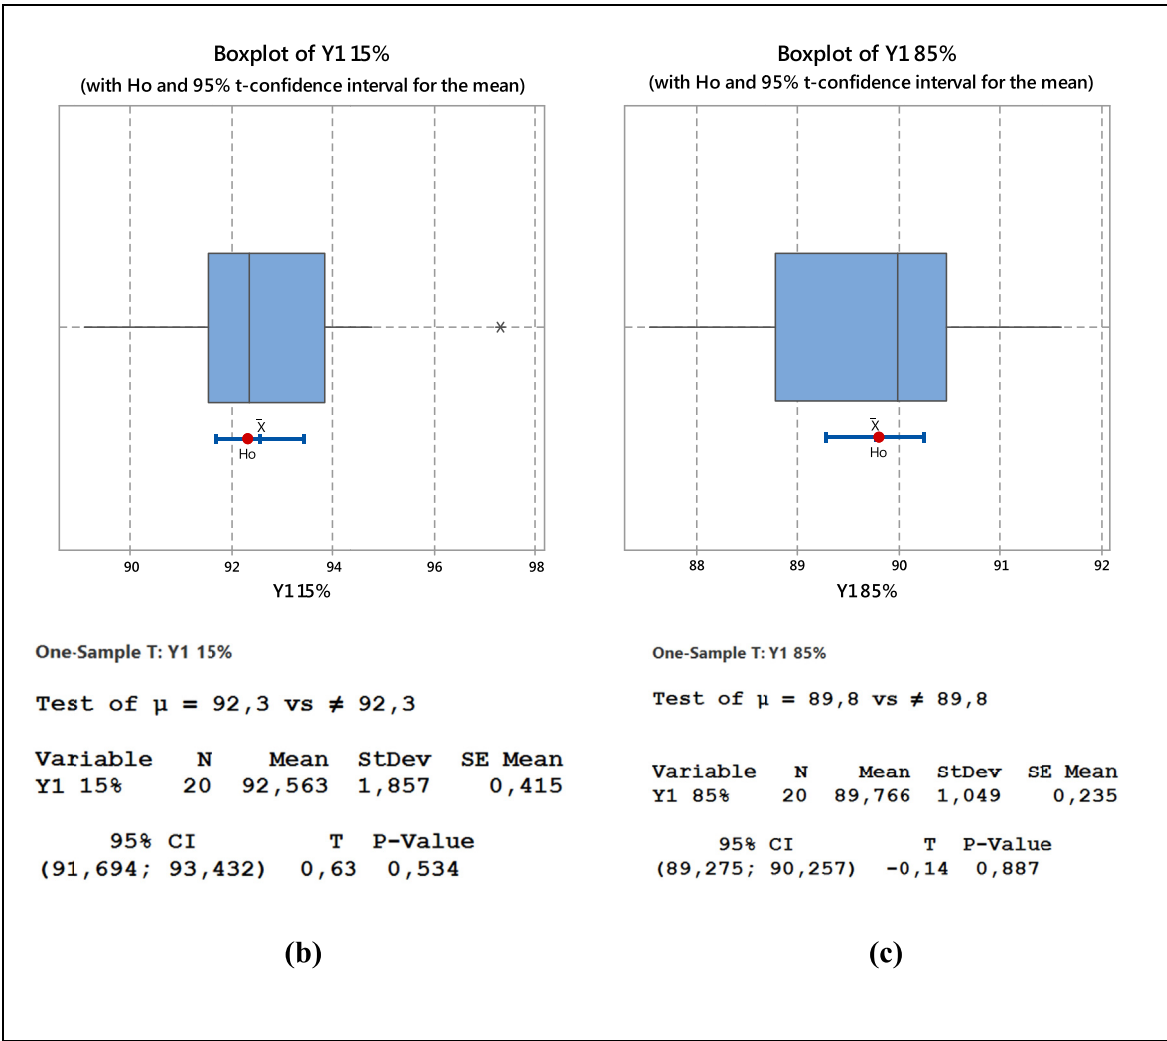 Boxplot of Y1 15%
(with Ho and 95% t-confidence interval for the mean)
X̄
Ho
90 92 94 96 98
Y1 15%
One-Sample T: Y1 15%
Test of μ = 92,3 vs ≠ 92,3
Variable N Mean StDev SE Mean
Y1 15% 20 92,563 1,857 0,415
95% CI T P-Value
(91,694; 93,432) 0,63 0,534
(b)
Boxplot of Y1 85%
(with Ho and 95% t-confidence interval for the mean)
X̄
Ho
88 89 90 91 92
Y1 85%
One-Sample T: Y1 85%
Test of μ = 89,8 vs ≠ 89,8
Variable N Mean StDev SE Mean
Y1 85% 20 89,766 1,049 0,235
95% CI T P-Value
(89,275; 90,257) -0,14 0,887
(c)